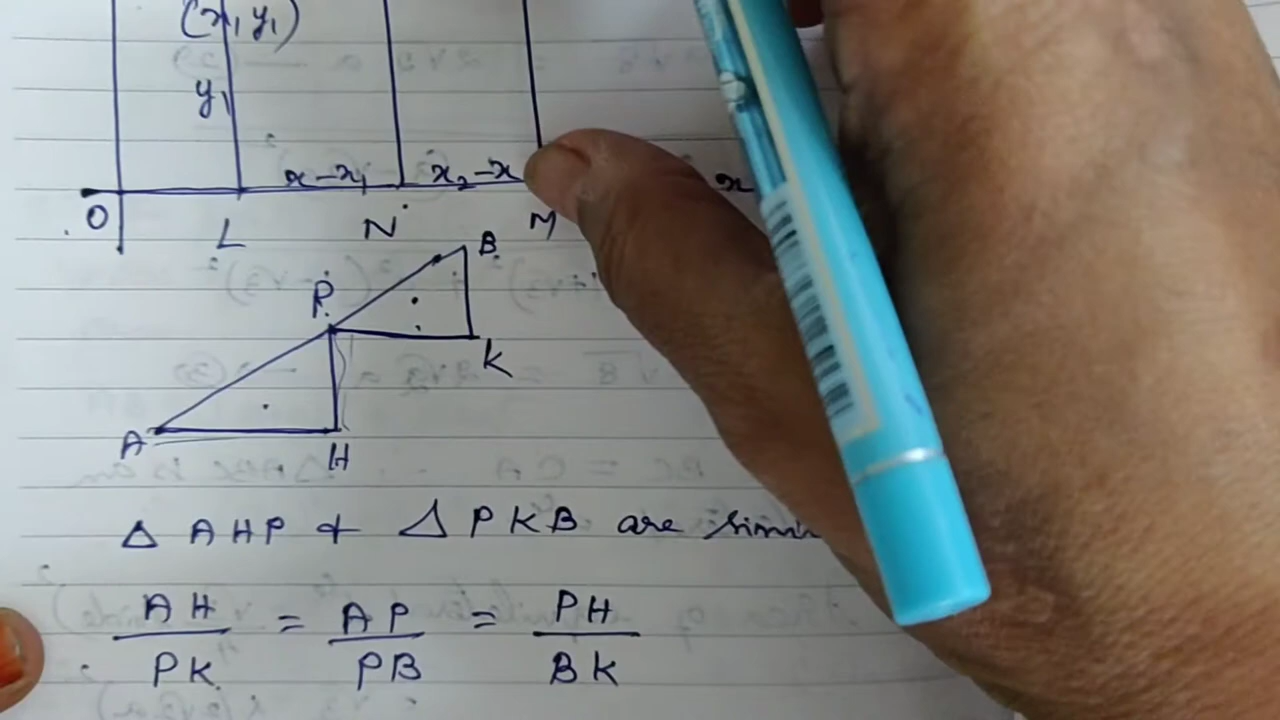 (x₁ y₁)
y₁
x-x₁ x₂-x x
O L N M
B
P
K
A
H
Δ AHP & Δ PKB are
AH/PK = AP/PB = PH/BK